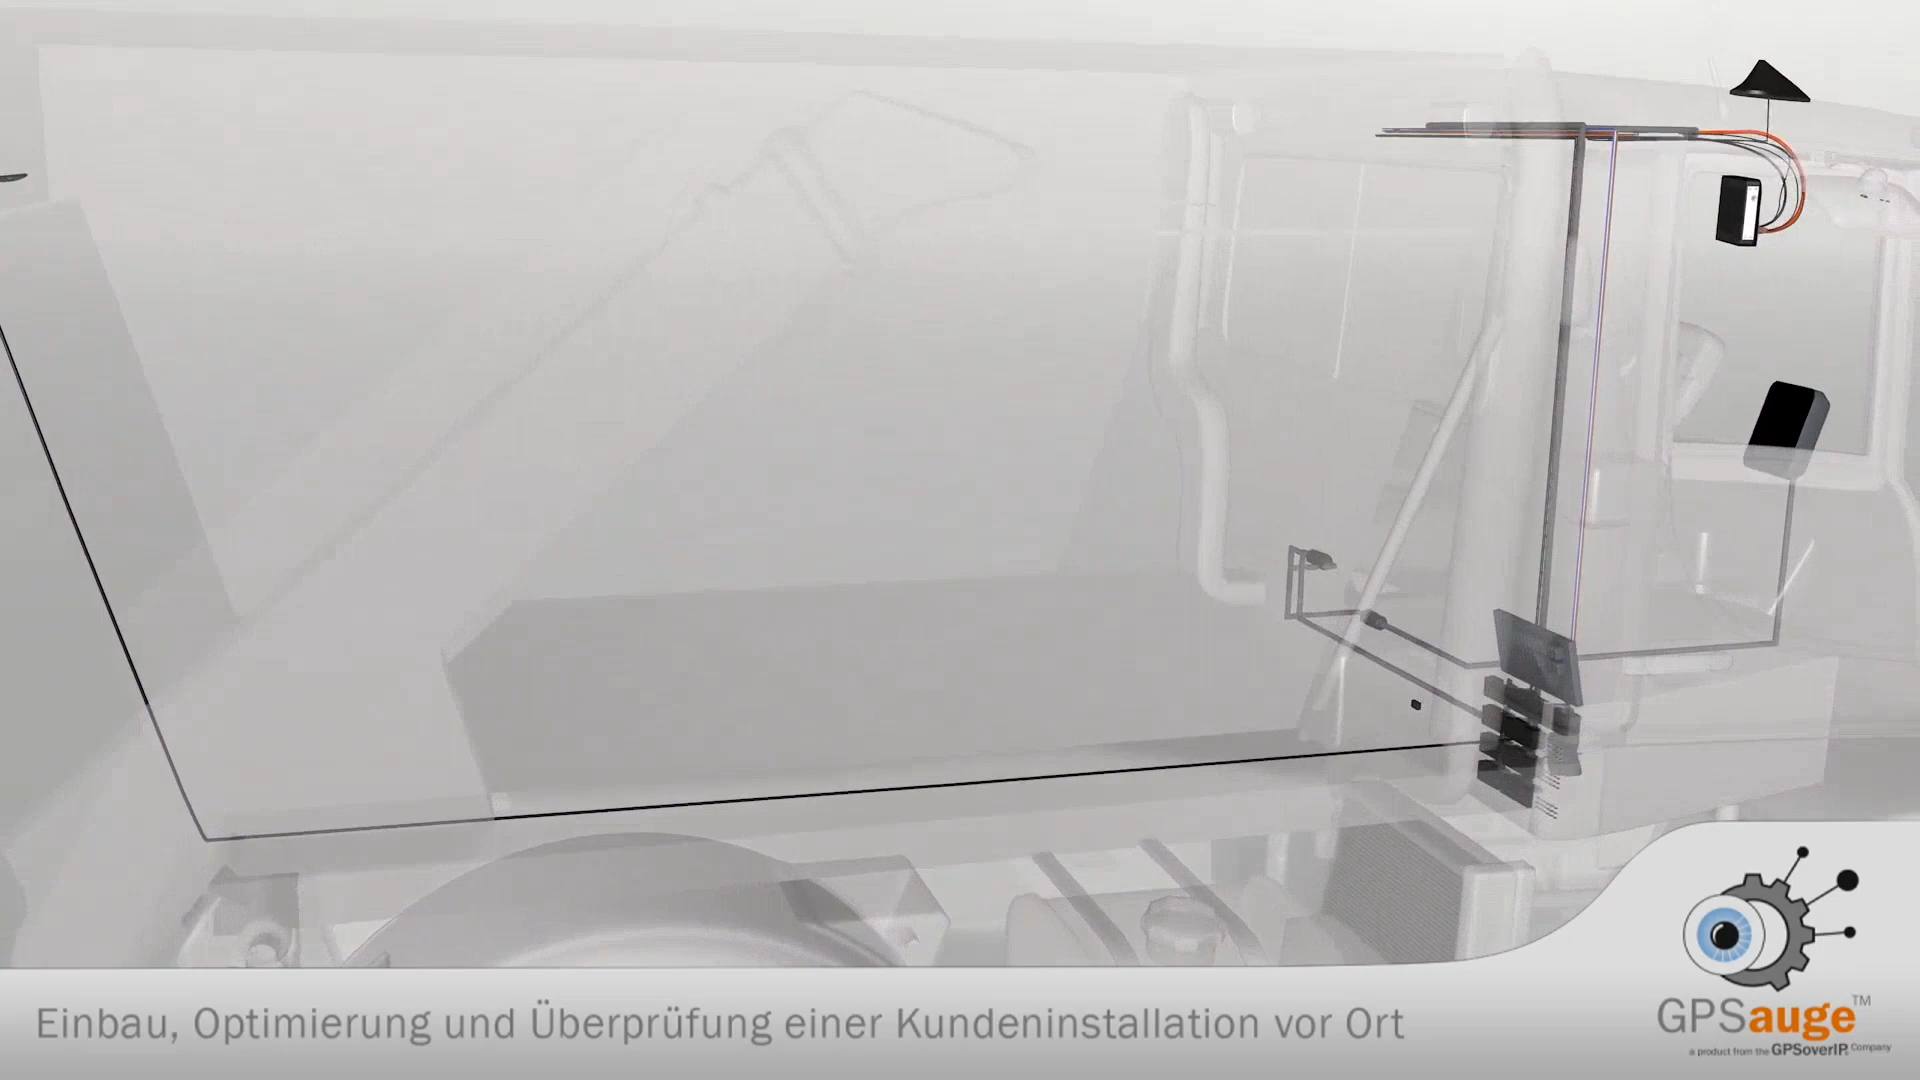 Einbau, Optimierung und Überprüfung einer Kundeninstallation vor Ort
GPSauge™
a product from the GPSoverIP® Company